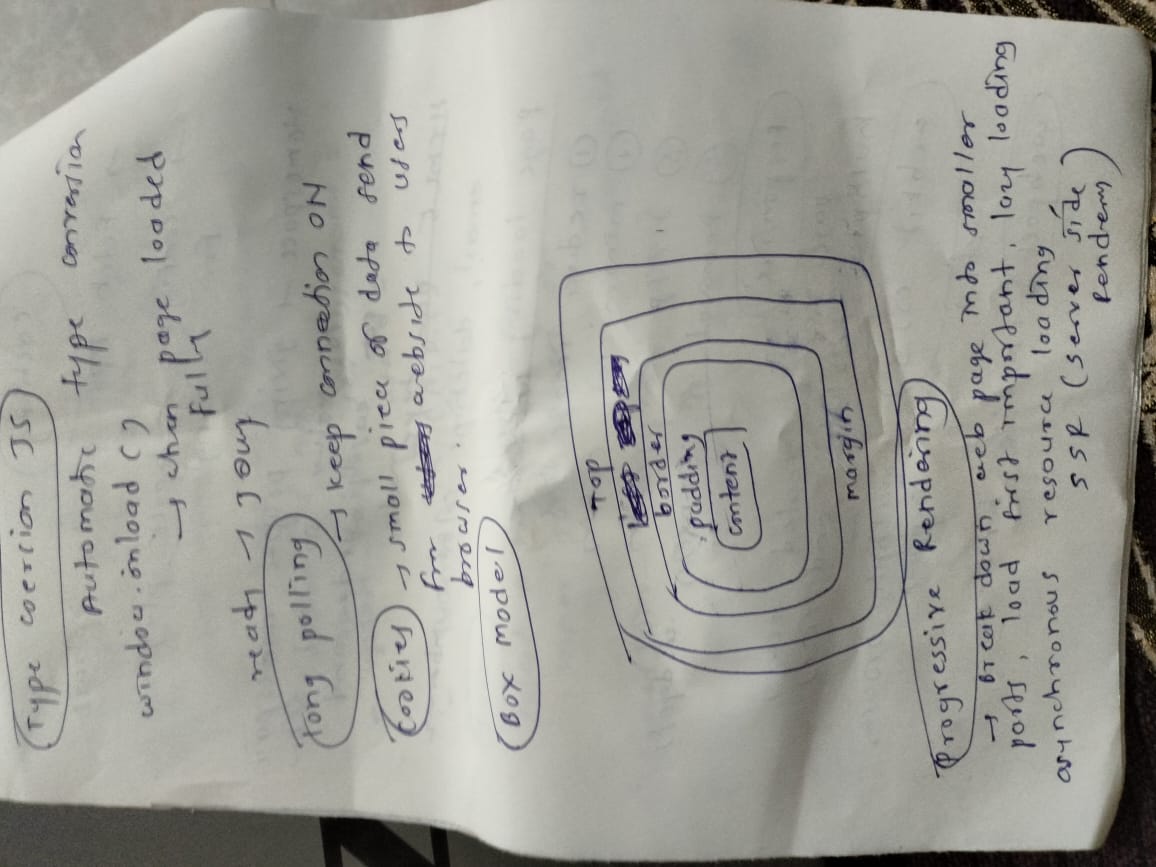 Type coercion JS
Automatic type conversion
window.onload()
→ when page loaded
fully
ready →
long polling
→ keep connection ON
Cookies → small piece of data send
from webside to users
browser.
Box model
Top
border
padding
content
margin
Progressive Rendering
→ break down web page into smaller
parts, load first important, lazy loading
asynchronous resource loading
SSR (server side
Rendering)